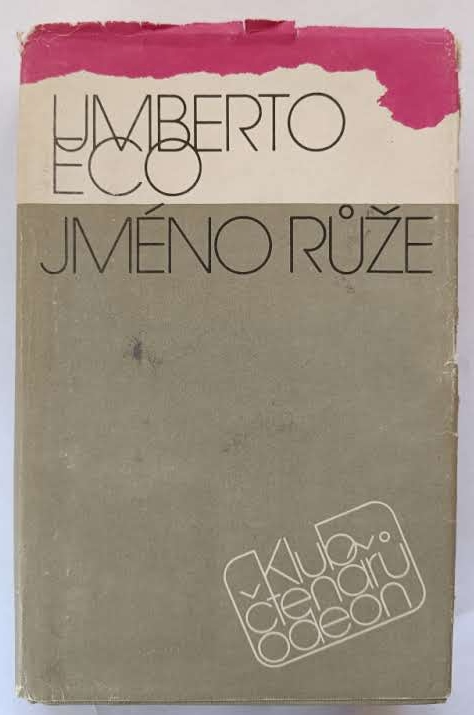 UMBERTO
ECO
JMÉNO RŮŽE
Klub
čtenářů
odeon